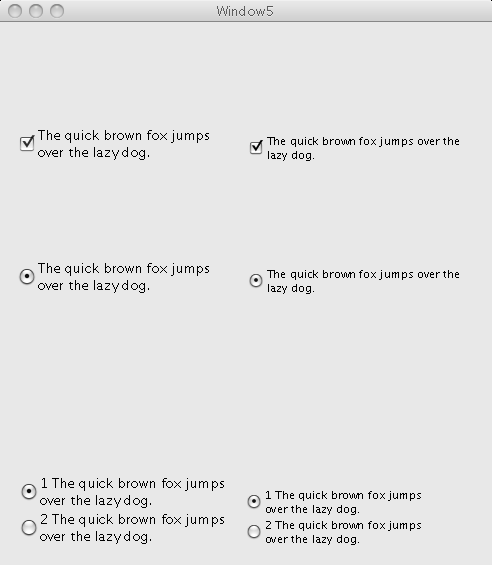 Window5
The quick brown fox jumps
over the lazy dog.
The quick brown fox jumps over the
lazy dog.
The quick brown fox jumps
over the lazy dog.
The quick brown fox jumps over the
lazy dog.
1 The quick brown fox jumps
over the lazy dog.
2 The quick brown fox jumps
over the lazy dog.
1 The quick brown fox jumps
over the lazy dog.
2 The quick brown fox jumps
over the lazy dog.